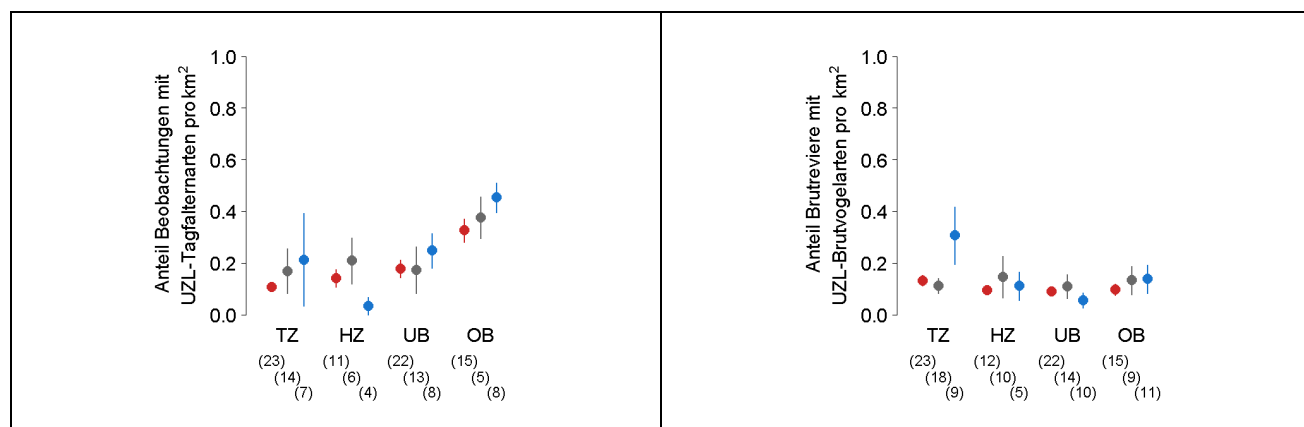 Anteil Beobachtungen mit
UZL-Tagfalternarten pro km²
1.0
0.8
0.6
0.4
0.2
0.0
TZ HZ UB OB
(23) (11) (22) (15)
(14) (6) (13) (5)
(7) (4) (8) (8)
Anteil Brutreviere mit
UZL-Brutvogelarten pro km²
1.0
0.8
0.6
0.4
0.2
0.0
TZ HZ UB OB
(23) (12) (22) (15)
(18) (10) (14) (9)
(9) (5) (10) (11)